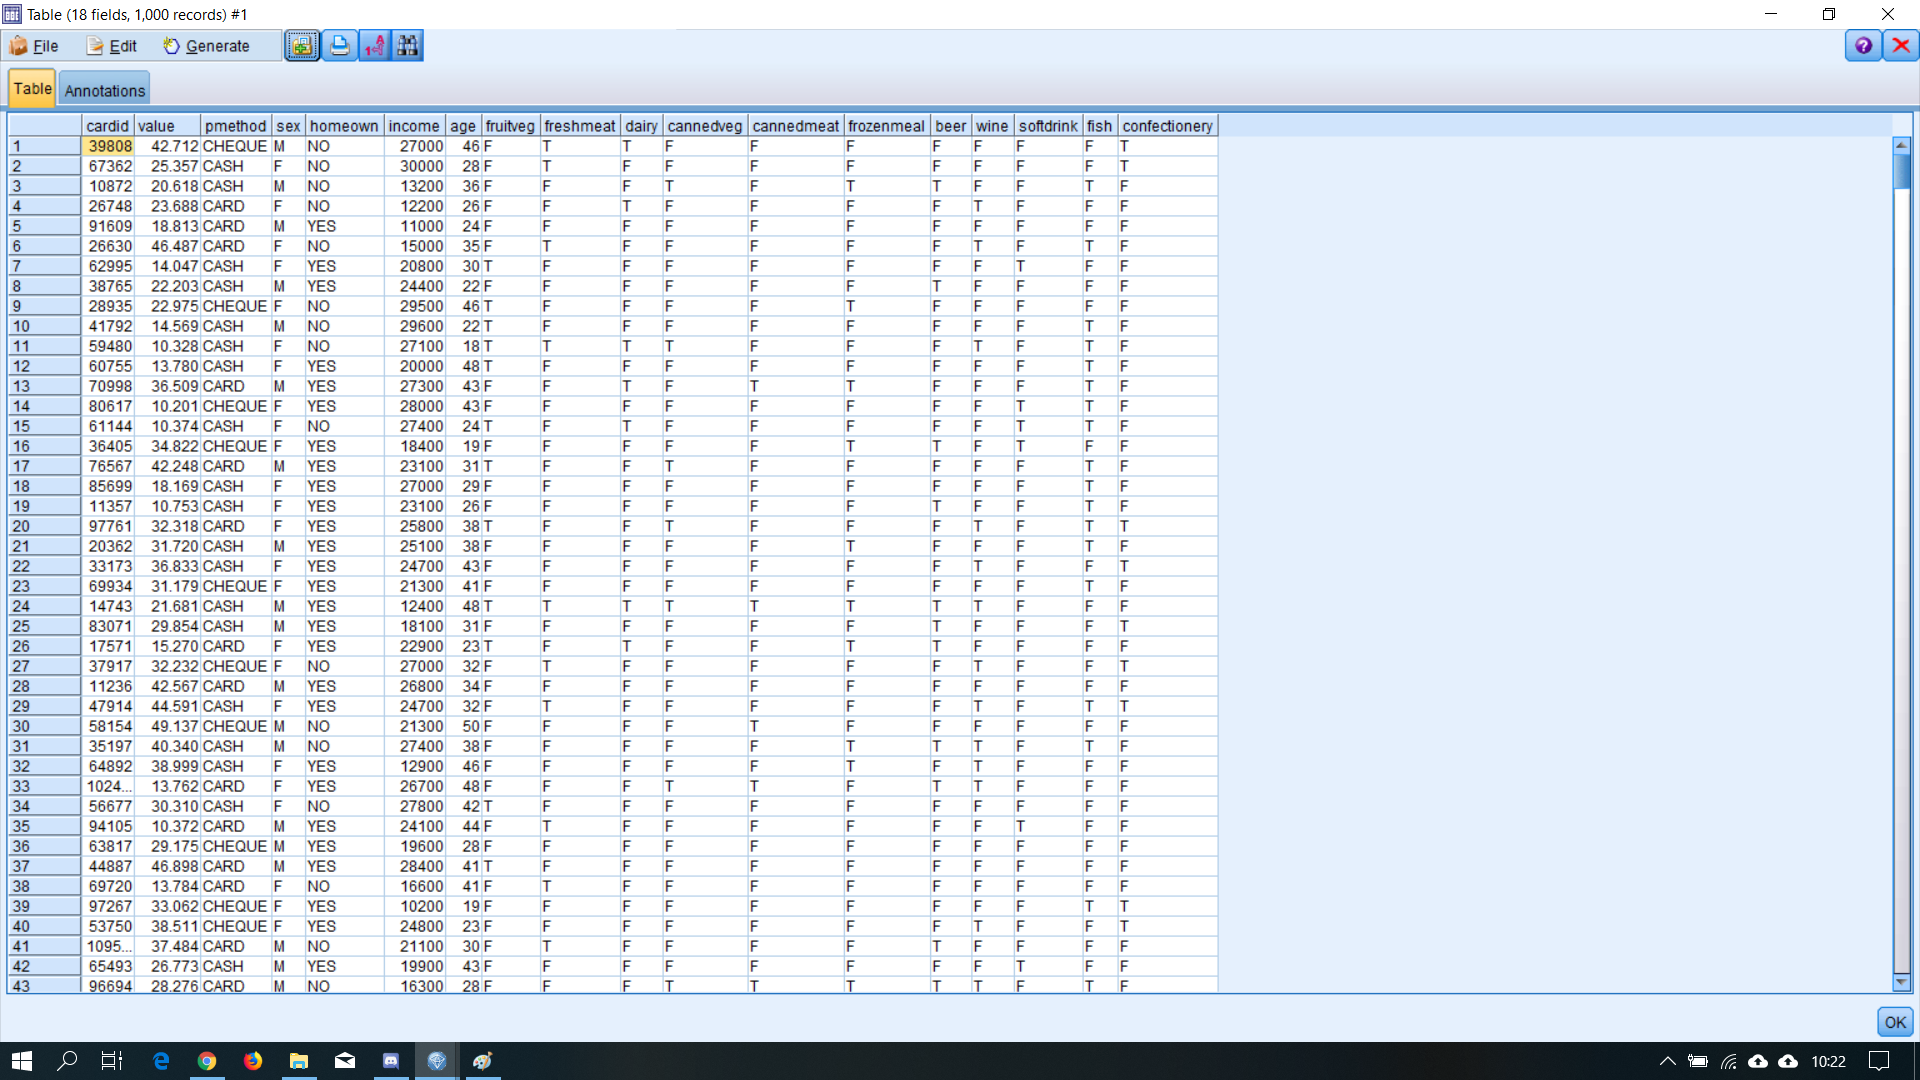 Table (18 fields, 1,000 records) #1
File Edit Generate
Table Annotations
cardid value pmethod sex homeown income age fruitveg freshmeat dairy cannedveg cannedmeat frozenmeal beer wine softdrink fish confectionery
1 39808 42.712 CHEQUE M NO 27000 46 F T T F F F F F F F T
2 67362 25.357 CASH F NO 30000 28 F T F F F F F F F F T
3 10872 20.618 CASH M NO 13200 36 F F F T F T T F F T F
4 26748 23.688 CARD F NO 12200 26 F F T F F F F T F F F
5 91609 18.813 CARD M YES 11000 24 F F F F F F F F F F F
6 26630 46.487 CARD F NO 15000 35 F T F F F F F T F T F
7 62995 14.047 CASH F YES 20800 30 T F F F F F F F T F F
8 38765 22.203 CASH M YES 24400 22 F F F F F F T F F F F
9 28935 22.975 CHEQUE F NO 29500 46 T F F F F T F F F F F
10 41792 14.569 CASH M NO 29600 22 T F F F F F F F F T F
11 59480 10.328 CASH F NO 27100 18 T T T T F F F T F T F
12 60755 13.780 CASH F YES 20000 48 T F F F F F F F F T F
13 70998 36.509 CARD M YES 27300 43 F F T F T T F F F T F
14 80617 10.201 CHEQUE F YES 28000 43 F F F F F F F F T T F
15 61144 10.374 CASH F NO 27400 24 T F T F F F F F T T F
16 36405 34.822 CHEQUE F YES 18400 19 F F F F F T T F T F F
17 76567 42.248 CARD M YES 23100 31 T F F T F F F F F T F
18 85699 18.169 CASH F YES 27000 29 F F F F F F F F F T F
19 11357 10.753 CASH F YES 23100 26 F F F F F F T F F T F
20 97761 32.318 CARD F YES 25800 38 T F F T F F F T F T T
21 20362 31.720 CASH M YES 25100 38 F F F F F T F F F T F
22 33173 36.833 CASH F YES 24700 43 F F F F F F F T F F T
23 69934 31.179 CHEQUE F YES 21300 41 F F F F F F F F F T F
24 14743 21.681 CASH M YES 12400 48 T T T T T T T T F F F
25 83071 29.854 CASH M YES 18100 31 F F F F F F T F F F T
26 17571 15.270 CARD F YES 22900 23 T F T F F T T F F F F
27 37917 32.232 CHEQUE F NO 27000 32 F T F F F F F T F F T
28 11236 42.567 CARD M YES 26800 34 F F F F F F F F F F F
29 47914 44.591 CASH F YES 24700 32 F T F F F F F T F T T
30 58154 49.137 CHEQUE M NO 21300 50 F F F F T F F F F F F
31 35197 40.340 CASH M NO 27400 38 F F F F F T T T F T F
32 64892 38.999 CASH F YES 12900 46 F F F F F T F T F F F
33 1024... 13.762 CARD F YES 26700 48 F F F T T F T T F F F
34 56677 30.310 CASH F NO 27800 42 T F F F F F F F F F F
35 94105 10.372 CARD M YES 24100 44 F T F F F F F F T F F
36 63817 29.175 CHEQUE M YES 19600 28 F F F F F F F F F F F
37 44887 46.898 CARD M YES 28400 41 T F F F F F F F F F F
38 69720 13.784 CARD F NO 16600 41 F T F F F F F F F F F
39 97267 33.062 CHEQUE F YES 10200 19 F F F F F F F F F T T
40 53750 38.511 CHEQUE F YES 24800 23 F F F F F F F T F F T
41 1095... 37.484 CARD M NO 21100 30 F T F F F F T F F F F
42 65493 26.773 CASH M YES 19900 43 F F F F F F F F T F F
43 96694 28.276 CARD M NO 16300 28 F F F T T T T T F T F
OK
10:22